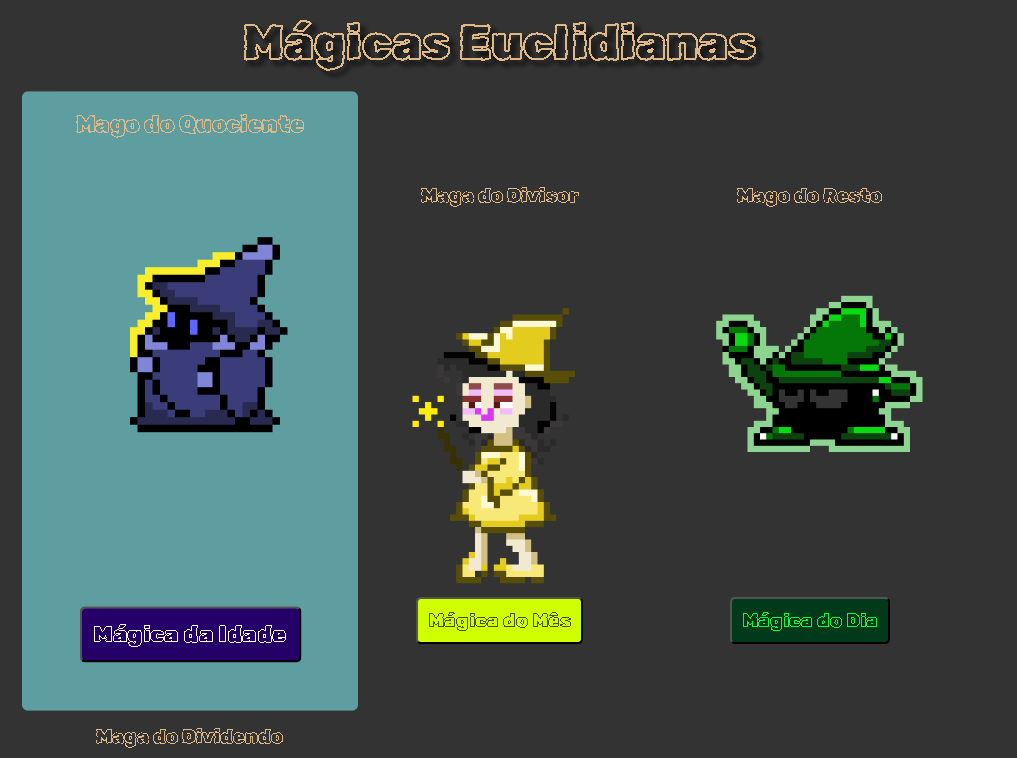 Mágicas Euclidianas
Mago do Quociente
Maga do Divisor
Mago do Resto
Mágica da Idade
Mágica do Mês
Mágica do Dia
Maga do Dividendo